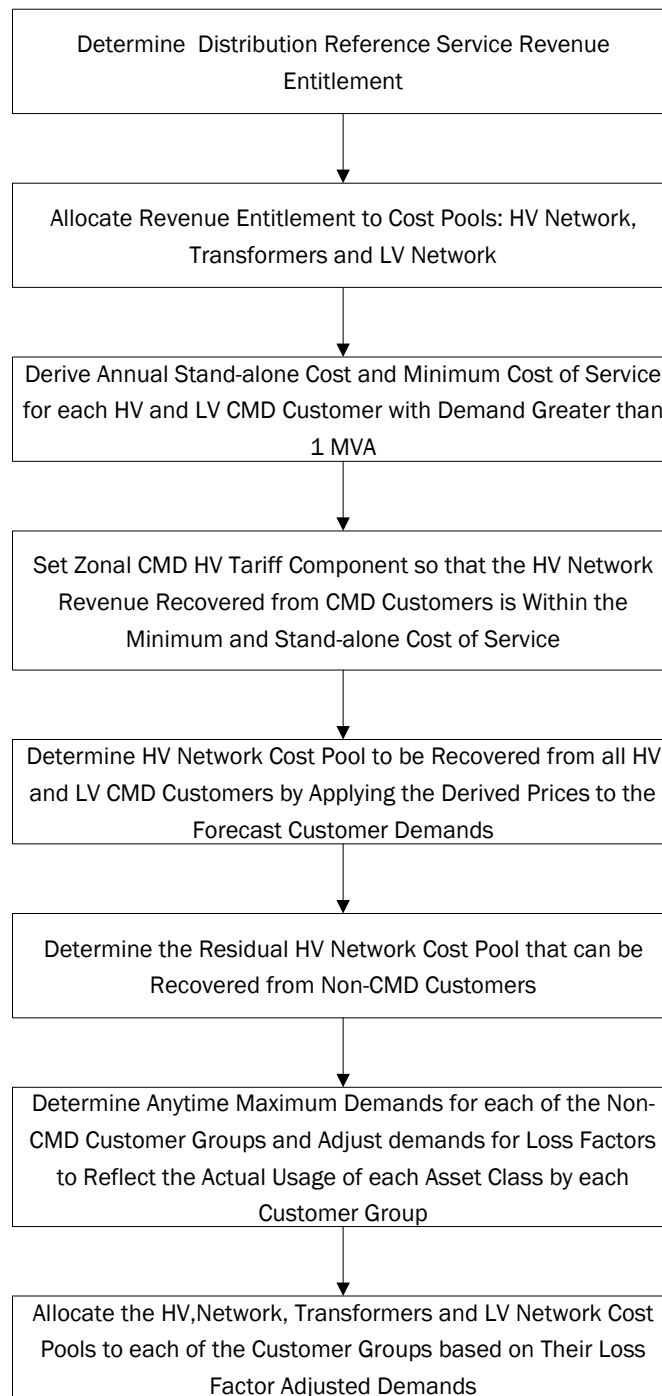 Determine  Distribution Reference Service Revenue
Entitlement
Allocate Revenue Entitlement to Cost Pools: HV Network,
Transformers and LV Network
Derive Annual Stand-alone Cost and Minimum Cost of Service
for each HV and LV CMD Customer with Demand Greater than
1 MVA
Set Zonal CMD HV Tariff Component so that the HV Network
Revenue Recovered from CMD Customers is Within the
Minimum and Stand-alone Cost of Service
Determine HV Network Cost Pool to be Recovered from all HV
and LV CMD Customers by Applying the Derived Prices to the
Forecast Customer Demands
Determine the Residual HV Network Cost Pool that can be
Recovered from Non-CMD Customers
Determine Anytime Maximum Demands for each of the Non-
CMD Customer Groups and Adjust demands for Loss Factors
to Reflect the Actual Usage of each Asset Class by each
Customer Group
Allocate the HV,Network, Transformers and LV Network Cost
Pools to each of the Customer Groups based on Their Loss
Factor Adjusted Demands